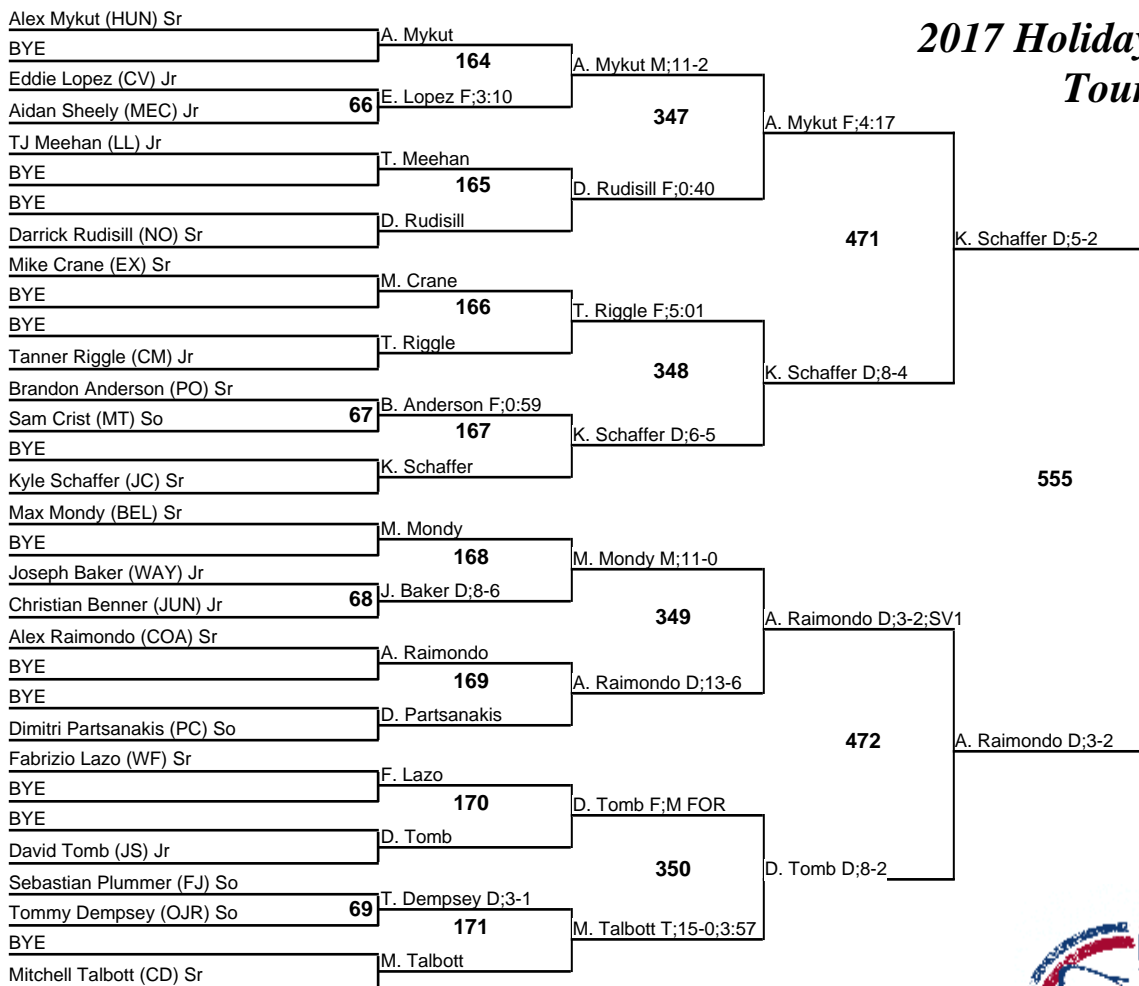 2017 Holiday
Tour
Alex Mykut (HUN) Sr
BYE
Eddie Lopez (CV) Jr
Aidan Sheely (MEC) Jr
TJ Meehan (LL) Jr
BYE
BYE
Darrick Rudisill (NO) Sr
Mike Crane (EX) Sr
BYE
BYE
Tanner Riggle (CM) Jr
Brandon Anderson (PO) Sr
Sam Crist (MT) So
BYE
Kyle Schaffer (JC) Sr
Max Mondy (BEL) Sr
BYE
Joseph Baker (WAY) Jr
Christian Benner (JUN) Jr
Alex Raimondo (COA) Sr
BYE
BYE
Dimitri Partsanakis (PC) So
Fabrizio Lazo (WF) Sr
BYE
BYE
David Tomb (JS) Jr
Sebastian Plummer (FJ) So
Tommy Dempsey (OJR) So
BYE
Mitchell Talbott (CD) Sr
66
67
68
69
A. Mykut
164
E. Lopez F;3:10
T. Meehan
165
D. Rudisill
M. Crane
166
T. Riggle
B. Anderson F;0:59
167
K. Schaffer
M. Mondy
168
J. Baker D;8-6
A. Raimondo
169
D. Partsanakis
F. Lazo
170
D. Tomb
T. Dempsey D;3-1
171
M. Talbott
A. Mykut M;11-2
347
D. Rudisill F;0:40
T. Riggle F;5:01
348
K. Schaffer D;6-5
M. Mondy M;11-0
349
A. Raimondo D;13-6
D. Tomb F;M FOR
350
M. Talbott T;15-0;3:57
A. Mykut F;4:17
471
K. Schaffer D;8-4
A. Raimondo D;3-2;SV1
472
D. Tomb D;8-2
K. Schaffer D;5-2
555
A. Raimondo D;3-2